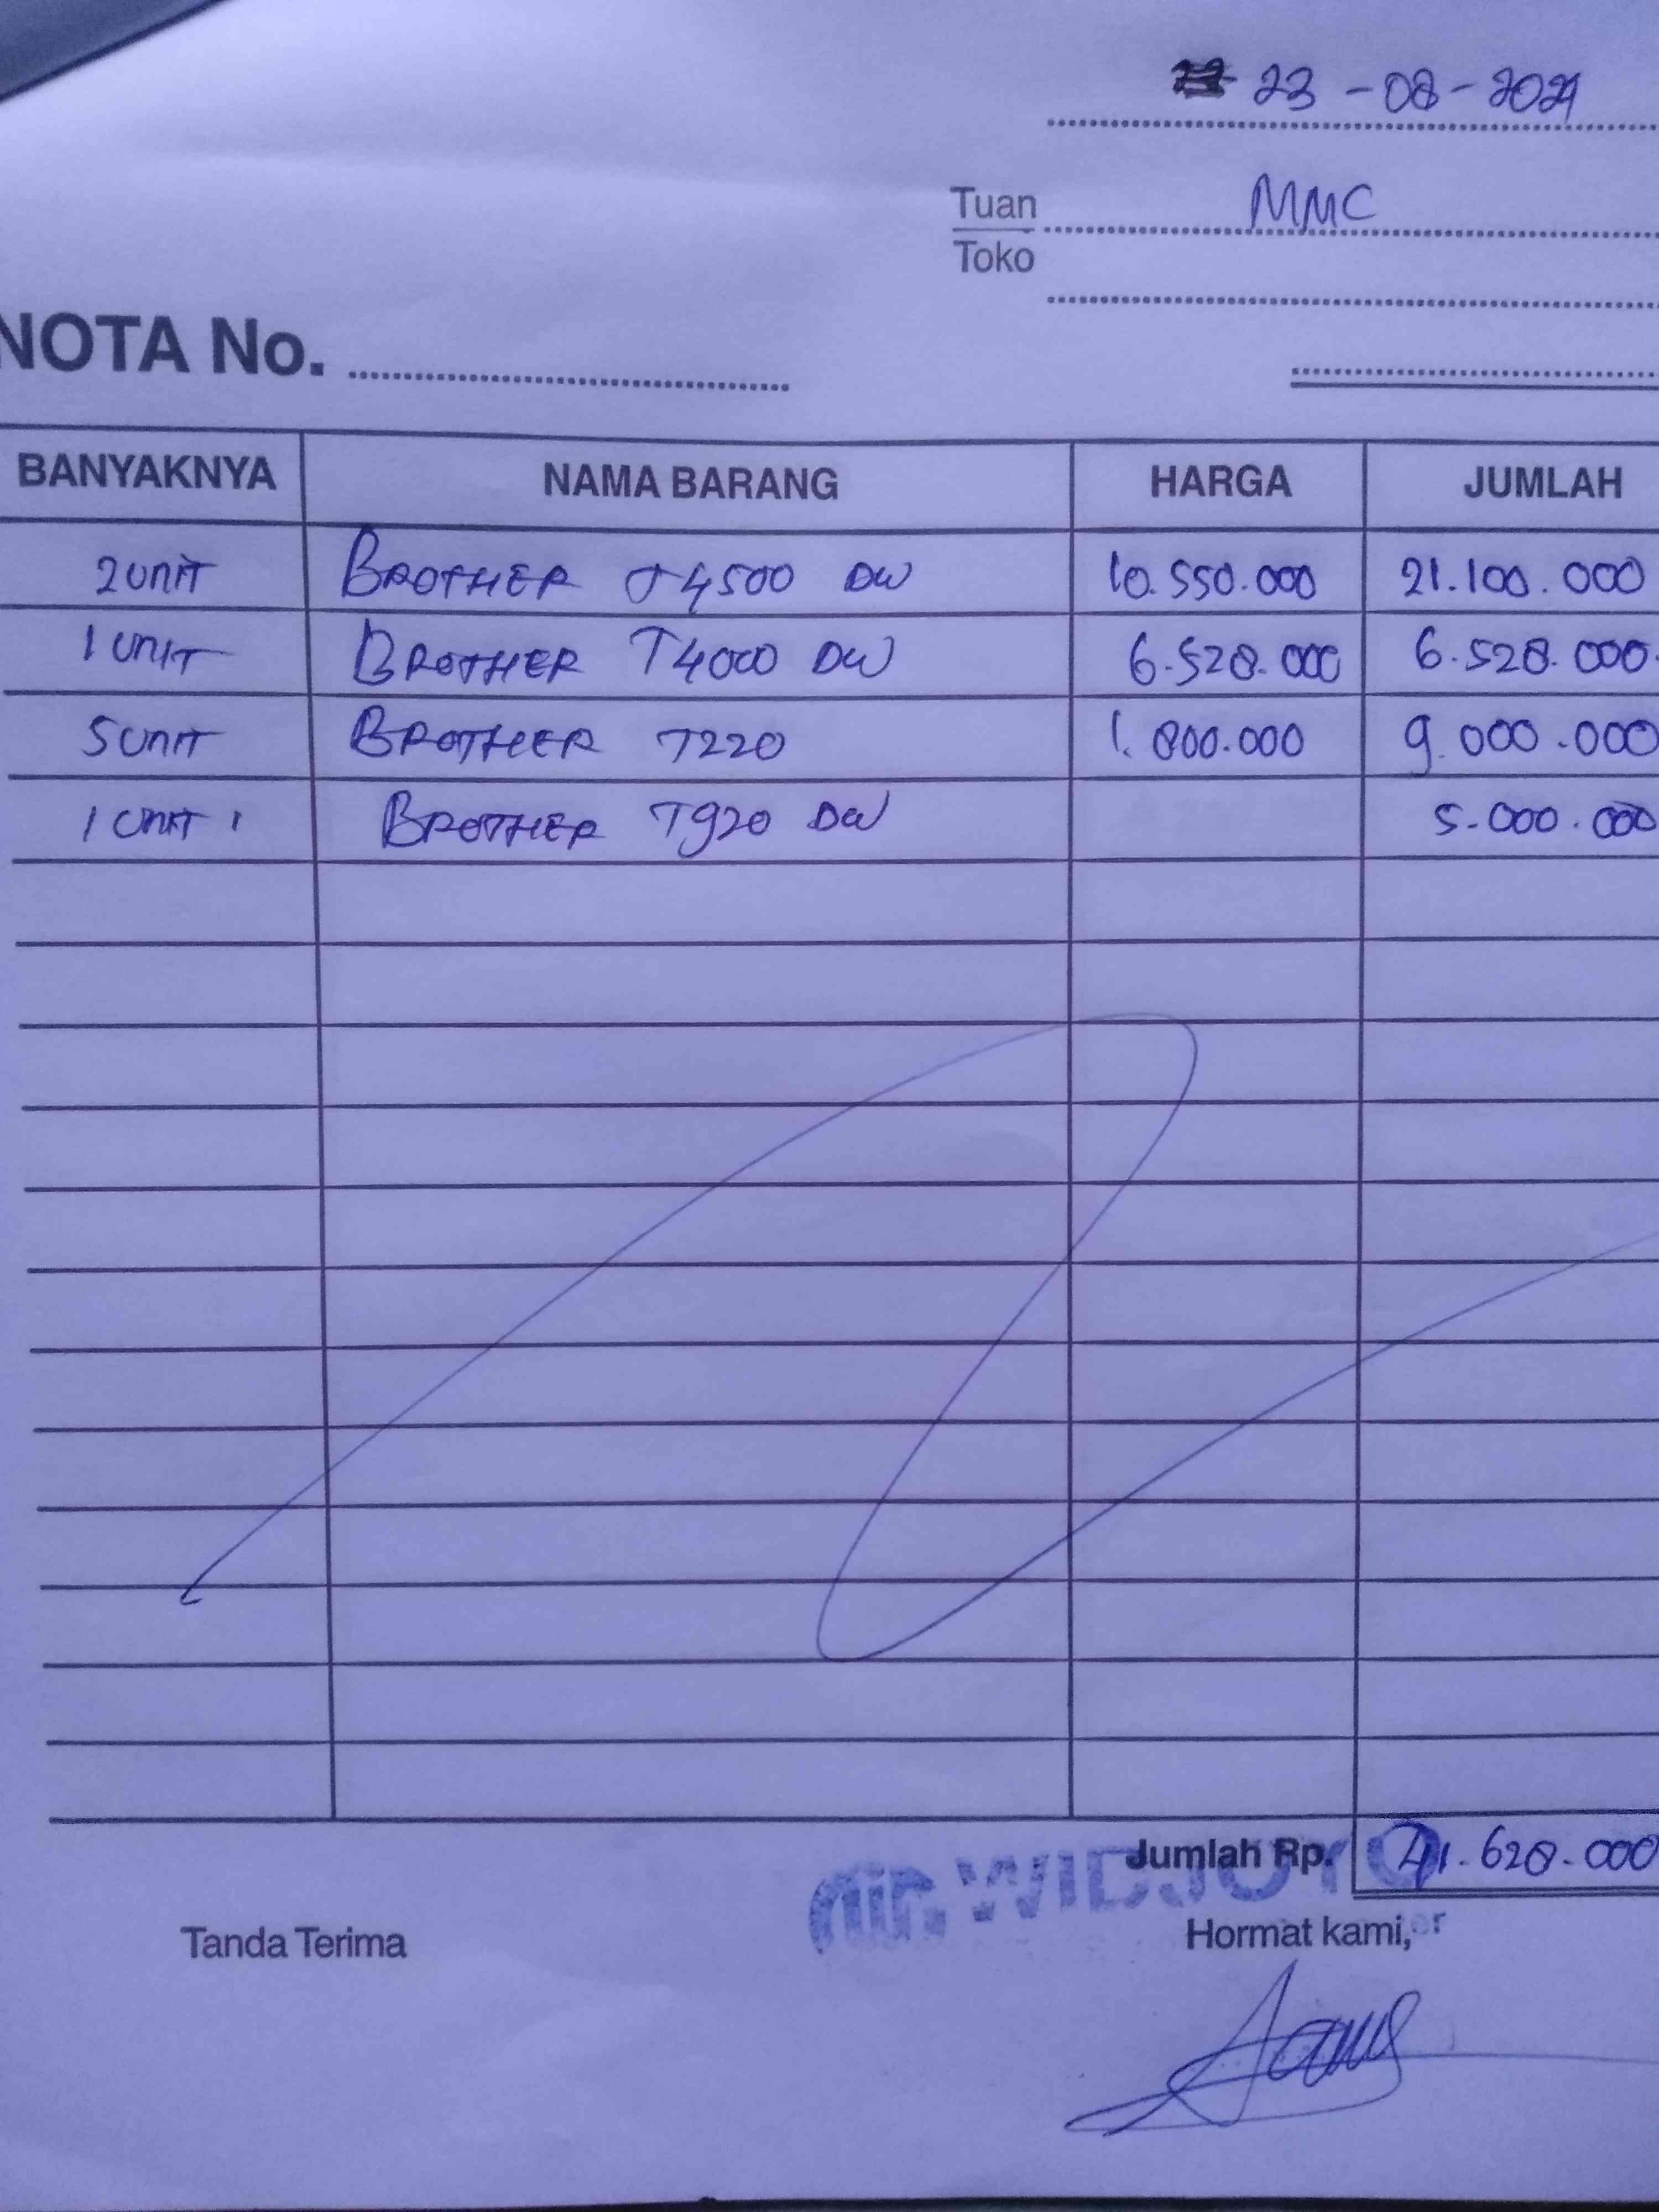 23-08-2021
Tuan MMC
Toko
NOTA No.
BANYAKNYA NAMA BARANG HARGA JUMLAH
2 UNIT BROTHER J4500 DW 10.550.000 21.100.000
1 UNIT BROTHER T4000 DW 6.528.000 6.528.000
5 UNIT BROTHER T220 1.800.000 9.000.000
1 UNIT BROTHER T920 DW 5.000.000
Jumlah Rp. 41.628.000
WIDJOYO
Tanda Terima Hormat kami,